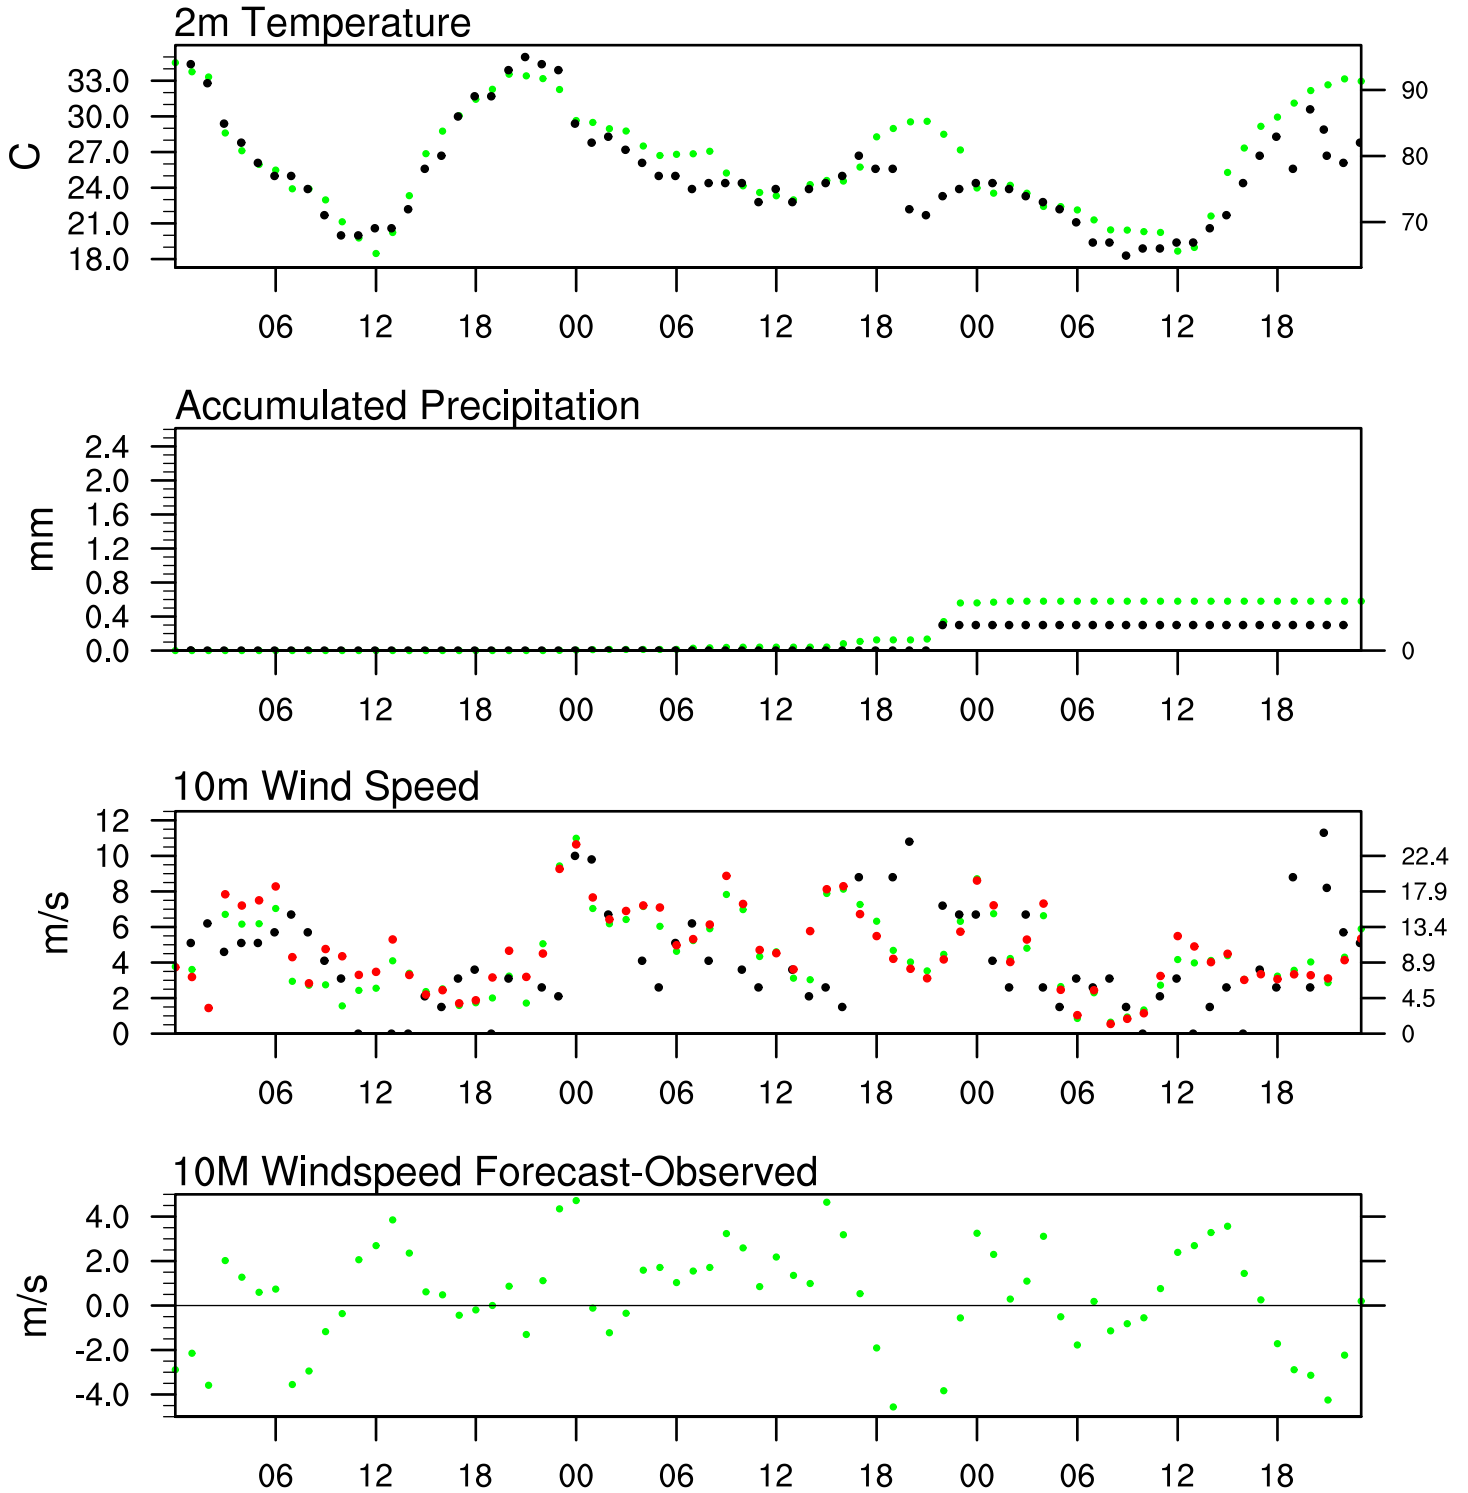 2m Temperature
C
33.0
30.0
27.0
24.0
21.0
18.0
90
80
70
06 12 18 00 06 12 18 00 06 12 18
Accumulated Precipitation
mm
2.4
2.0
1.6
1.2
0.8
0.4
0.0
0
06 12 18 00 06 12 18 00 06 12 18
10m Wind Speed
m/s
12
10
8
6
4
2
0
22.4
17.9
13.4
8.9
4.5
0
06 12 18 00 06 12 18 00 06 12 18
10M Windspeed Forecast-Observed
m/s
4.0
2.0
0.0
-2.0
-4.0
06 12 18 00 06 12 18 00 06 12 18